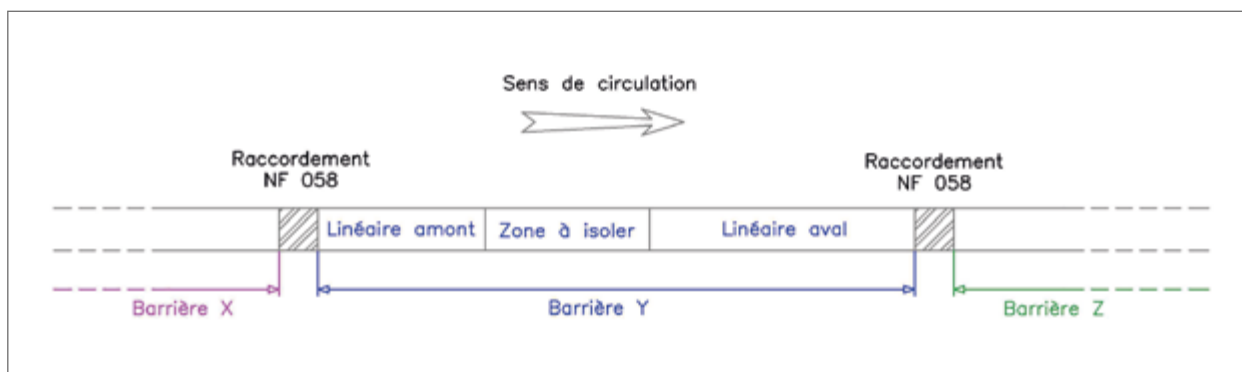 Sens de circulation
Raccordement
NF 058
Raccordement
NF 058
Linéaire amont
Zone à isoler
Linéaire aval
Barrière X
Barrière Y
Barrière Z